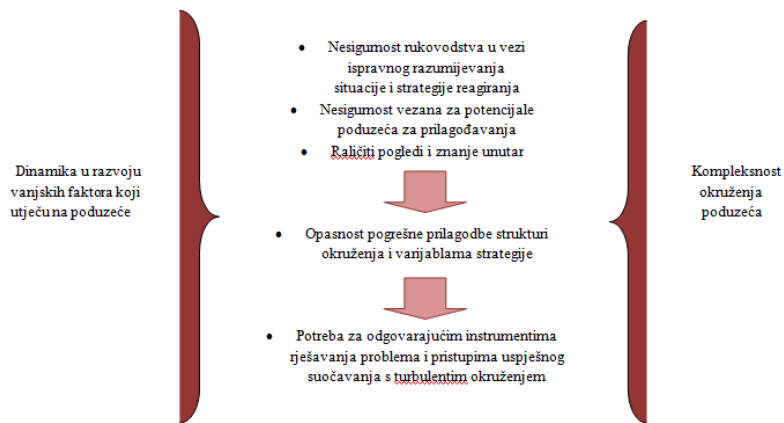 Dinamika u razvoju
vanjskih faktora koji
utječu na poduzeće
• Nesigurnost rukovodstva u vezi
ispravnog razumijevanja
situacije i strategije reagiranja
• Nesigurnost vezana za potencijale
poduzeća za prilagođavanja
• Raličiti pogledi i znanje unutar
• Opasnost pogrešne prilagodbe strukturi
okruženja i varijablama strategije
• Potreba za odgovarajućim instrumentima
rješavanja problema i pristupima uspješnog
suočavanja s turbulentim okruženjem
Kompleksnost
okruženja
poduzeća